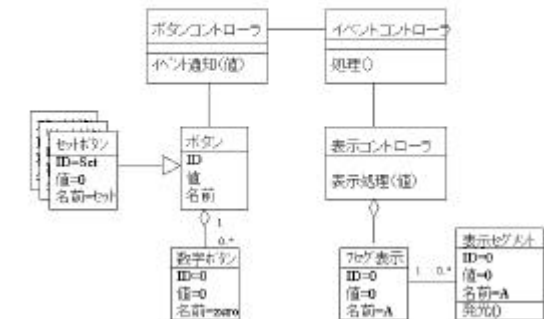 ボタンコントローラ
イベント通知(値)
イベントコントローラ
処理()
セットボタン
ID=Set
値=0
名前=セット
ボタン
ID
値
名前
表示コントローラ
表示処理(値)
1
0..*
数字ボタン
ID=0
値=0
名前=zero
7セグ表示
ID=0
値=0
名前=A
1
0..*
表示セグメント
ID=0
値=0
名前=A
発光()